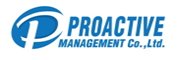 PROACTIVE
MANAGEMENT Co.,Ltd.